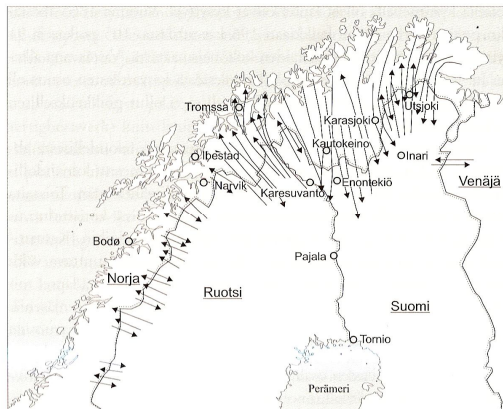 Tromssa
Utsjoki
Karasjoki
Kautokeino
Ibestad
Inari
Narvik
Karesuvanto
Enontekiö
Venäjä
Bodø
Pajala
Norja
Ruotsi
Suomi
Tornio
Perämeri